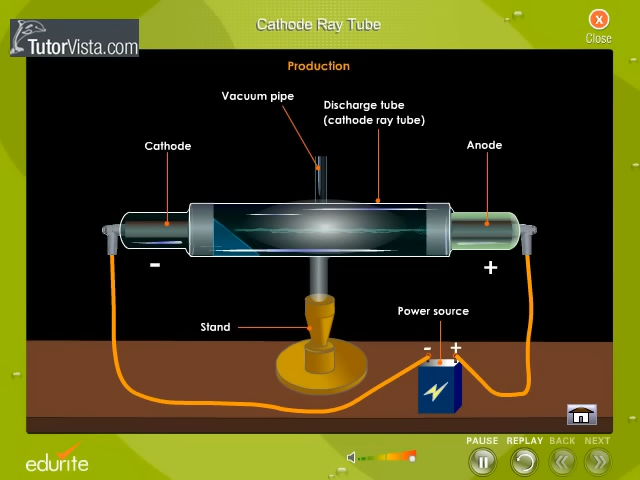 Cathode Ray Tube
X
Close
TutorVista.com
Production
Vacuum pipe
Discharge tube
(cathode ray tube)
Cathode
Anode
-
+
Power source
Stand
- +
PAUSE REPLAY BACK NEXT
edurite